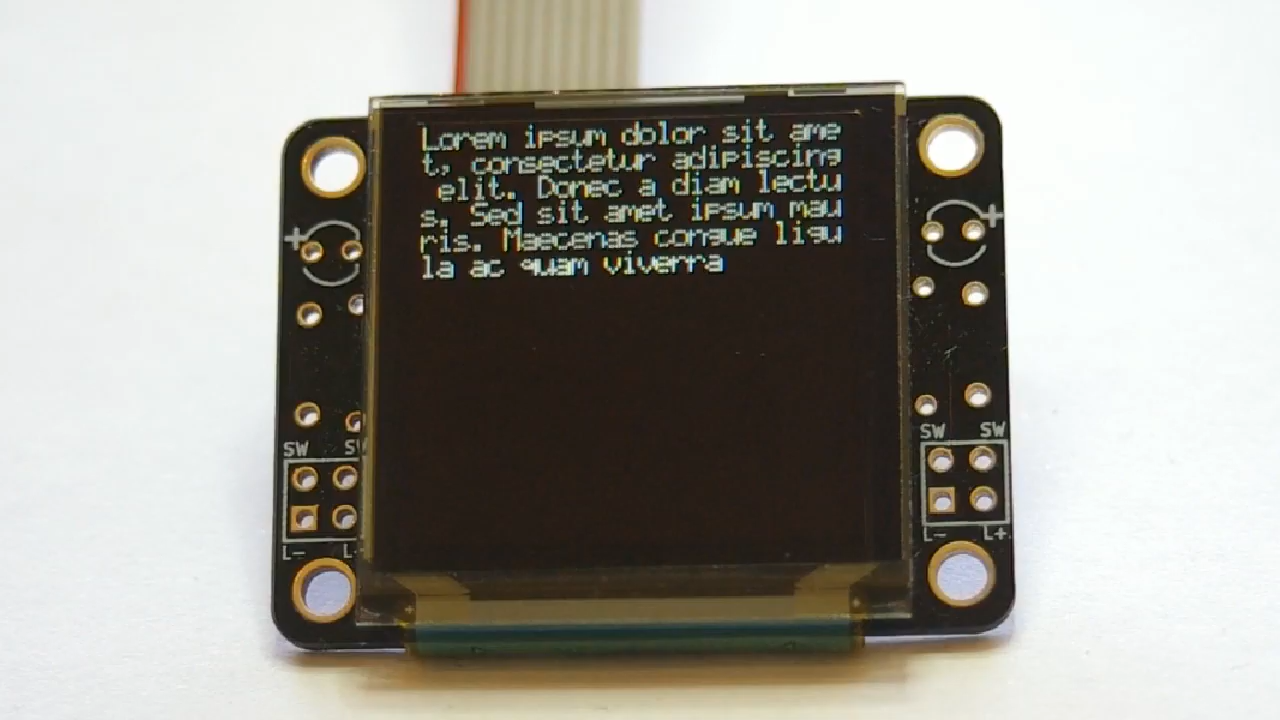 Lorem ipsum dolor sit ame
t, consectetur adipiscing
elit. Donec a diam lectu
s. Sed sit amet ipsum mau
ris. Maecenas congue ligu
la ac quam viverra
+
+
SW SW
SW SW
L- L+
L- L